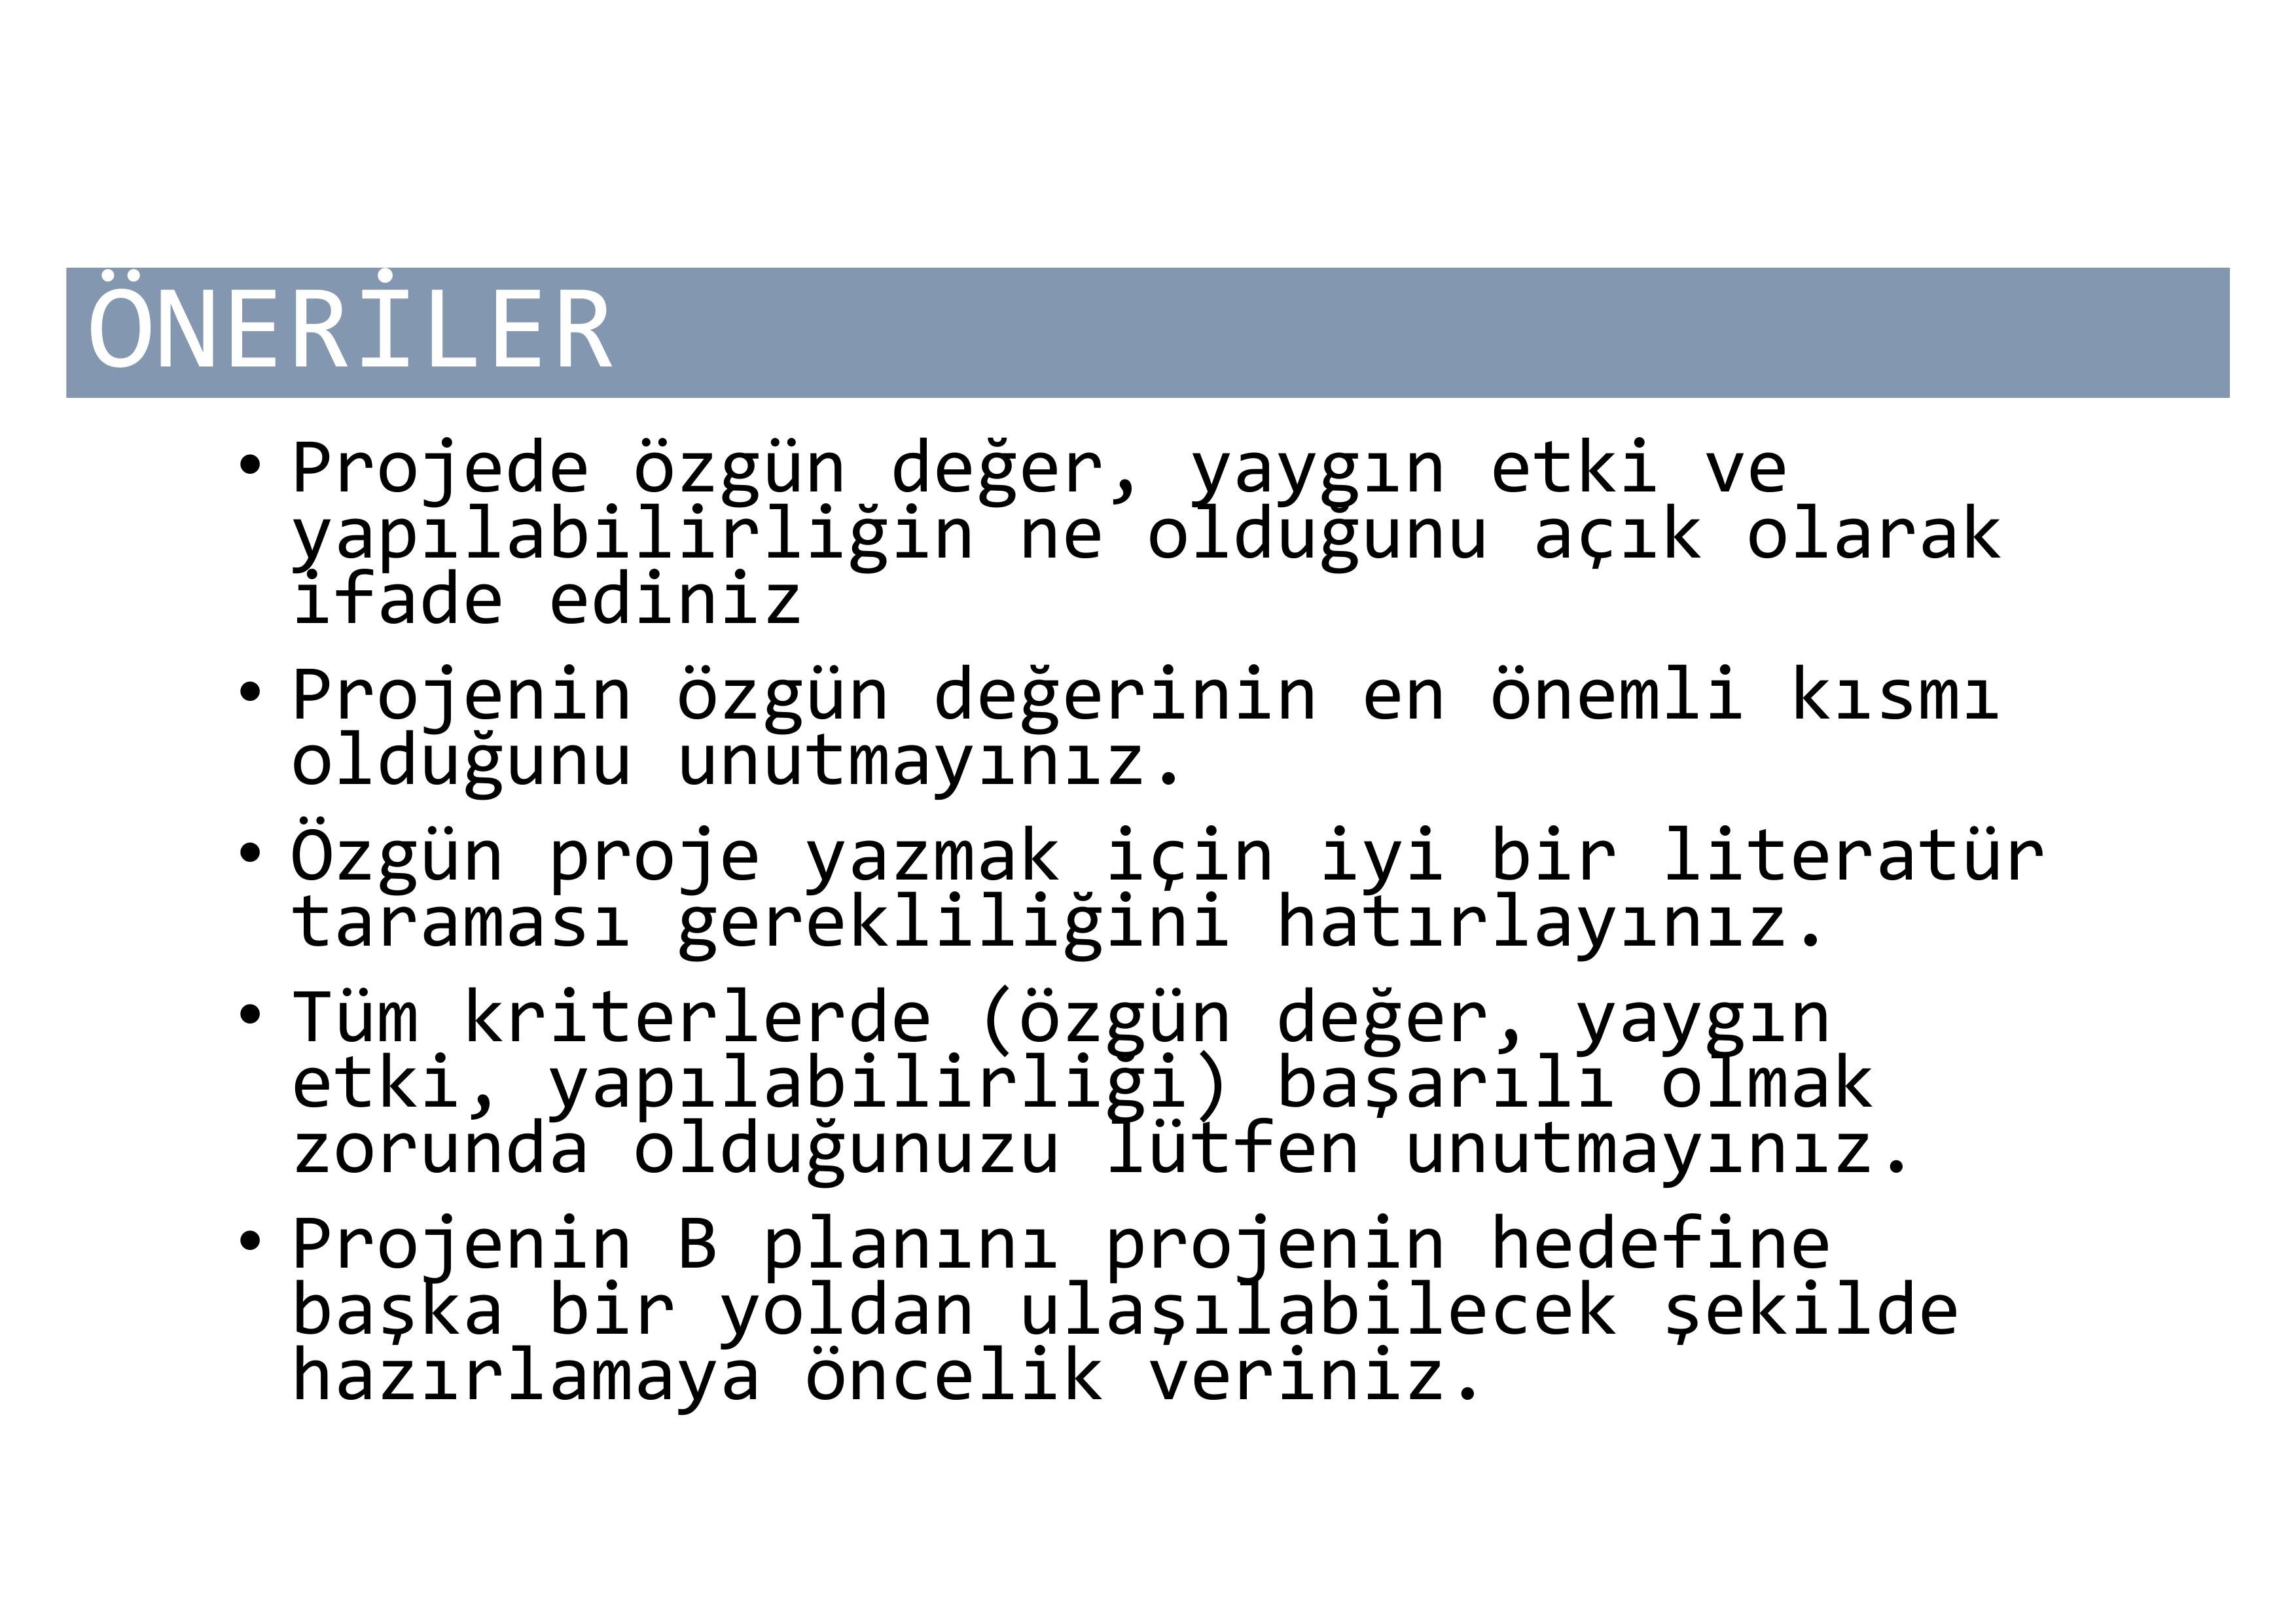 ÖNERİLER
• Projede özgün değer, yaygın etki ve
yapılabilirliğin ne olduğunu açık olarak
ifade ediniz
• Projenin özgün değerinin en önemli kısmı
olduğunu unutmayınız.
• Özgün proje yazmak için iyi bir literatür
taraması gerekliliğini hatırlayınız.
• Tüm kriterlerde (özgün değer, yaygın
etki, yapılabilirliği) başarılı olmak
zorunda olduğunuzu lütfen unutmayınız.
• Projenin B planını projenin hedefine
başka bir yoldan ulaşılabilecek şekilde
hazırlamaya öncelik veriniz.